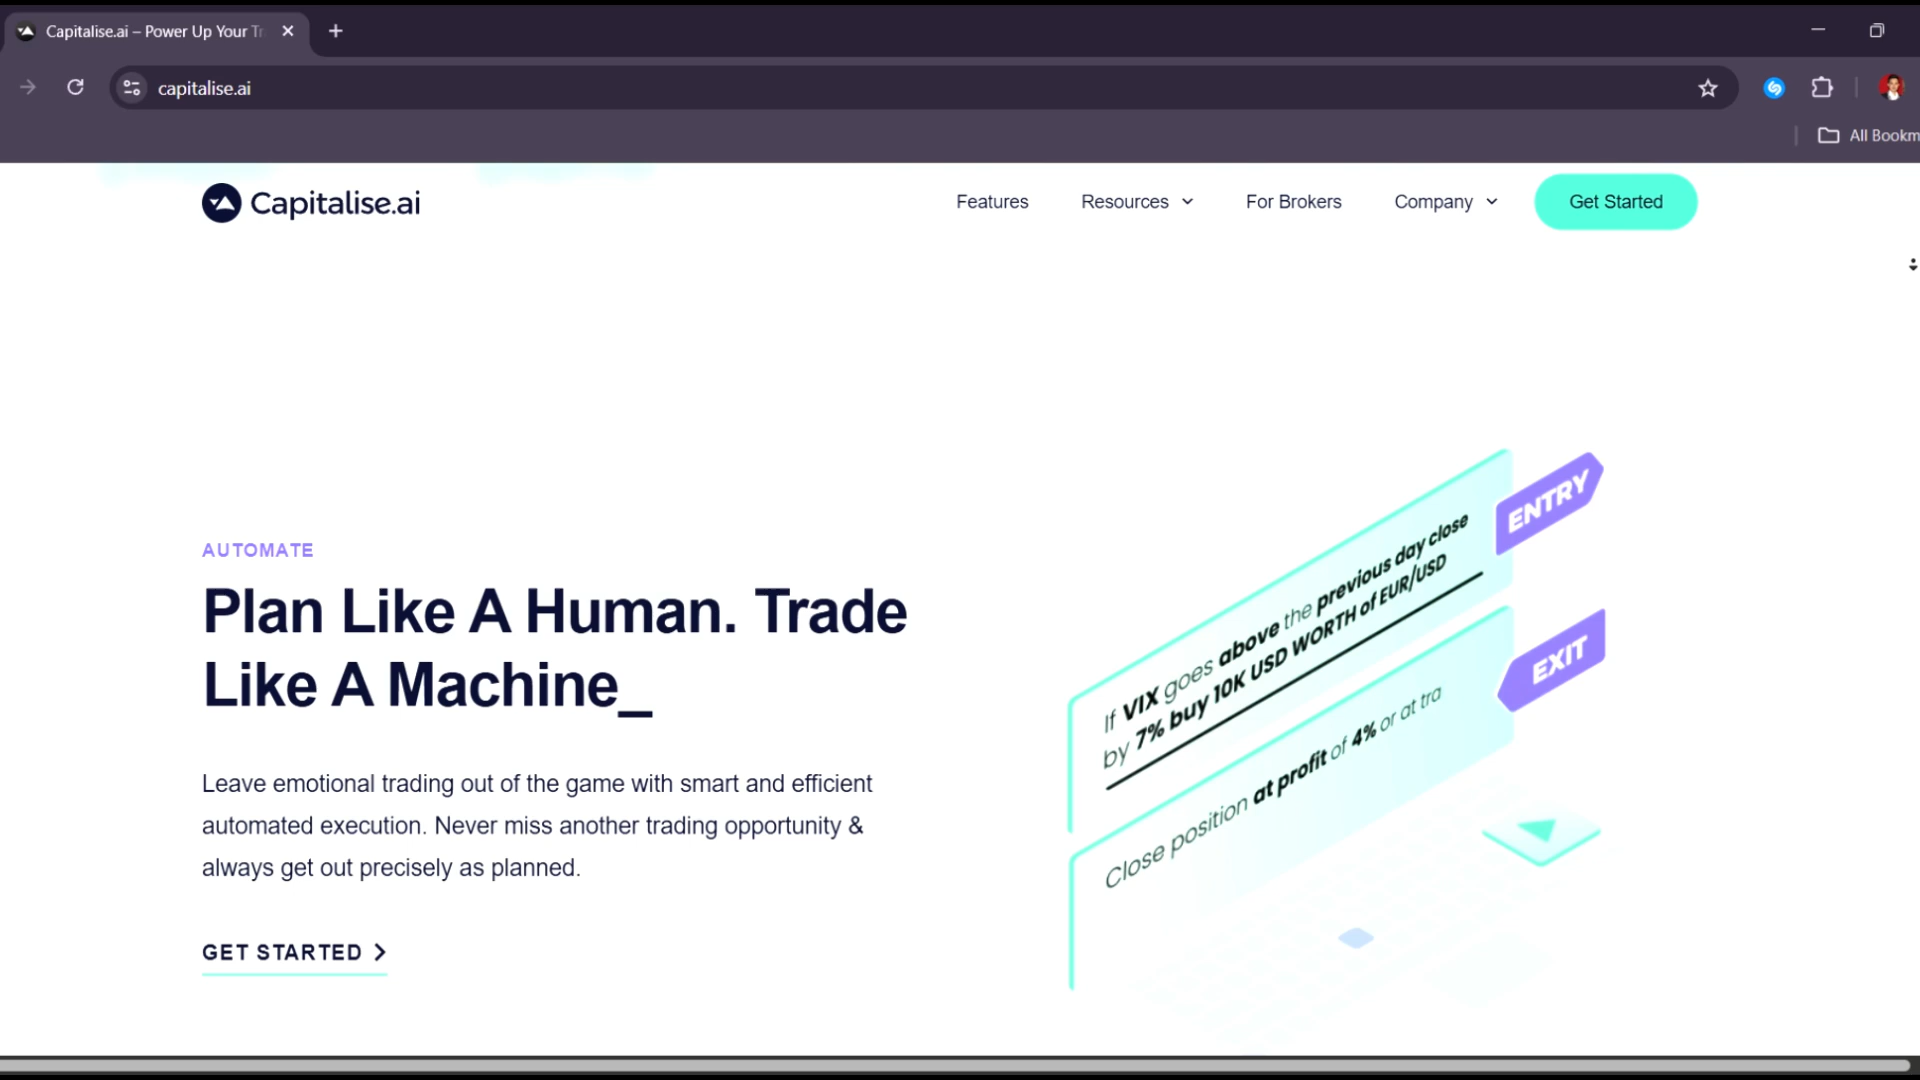 Capitalise.ai – Power Up Your Tr
capitalise.ai
All Bookm
Capitalise.ai
Features
Resources
For Brokers
Company
Get Started
AUTOMATE
Plan Like A Human. Trade
Like A Machine_
Leave emotional trading out of the game with smart and efficient
automated execution. Never miss another trading opportunity &
always get out precisely as planned.
GET STARTED
ENTRY
If VIX goes above the previous day close
by 7% buy 10K USD WORTH of EUR/USD
EXIT
Close position at profit of 4% or at tra